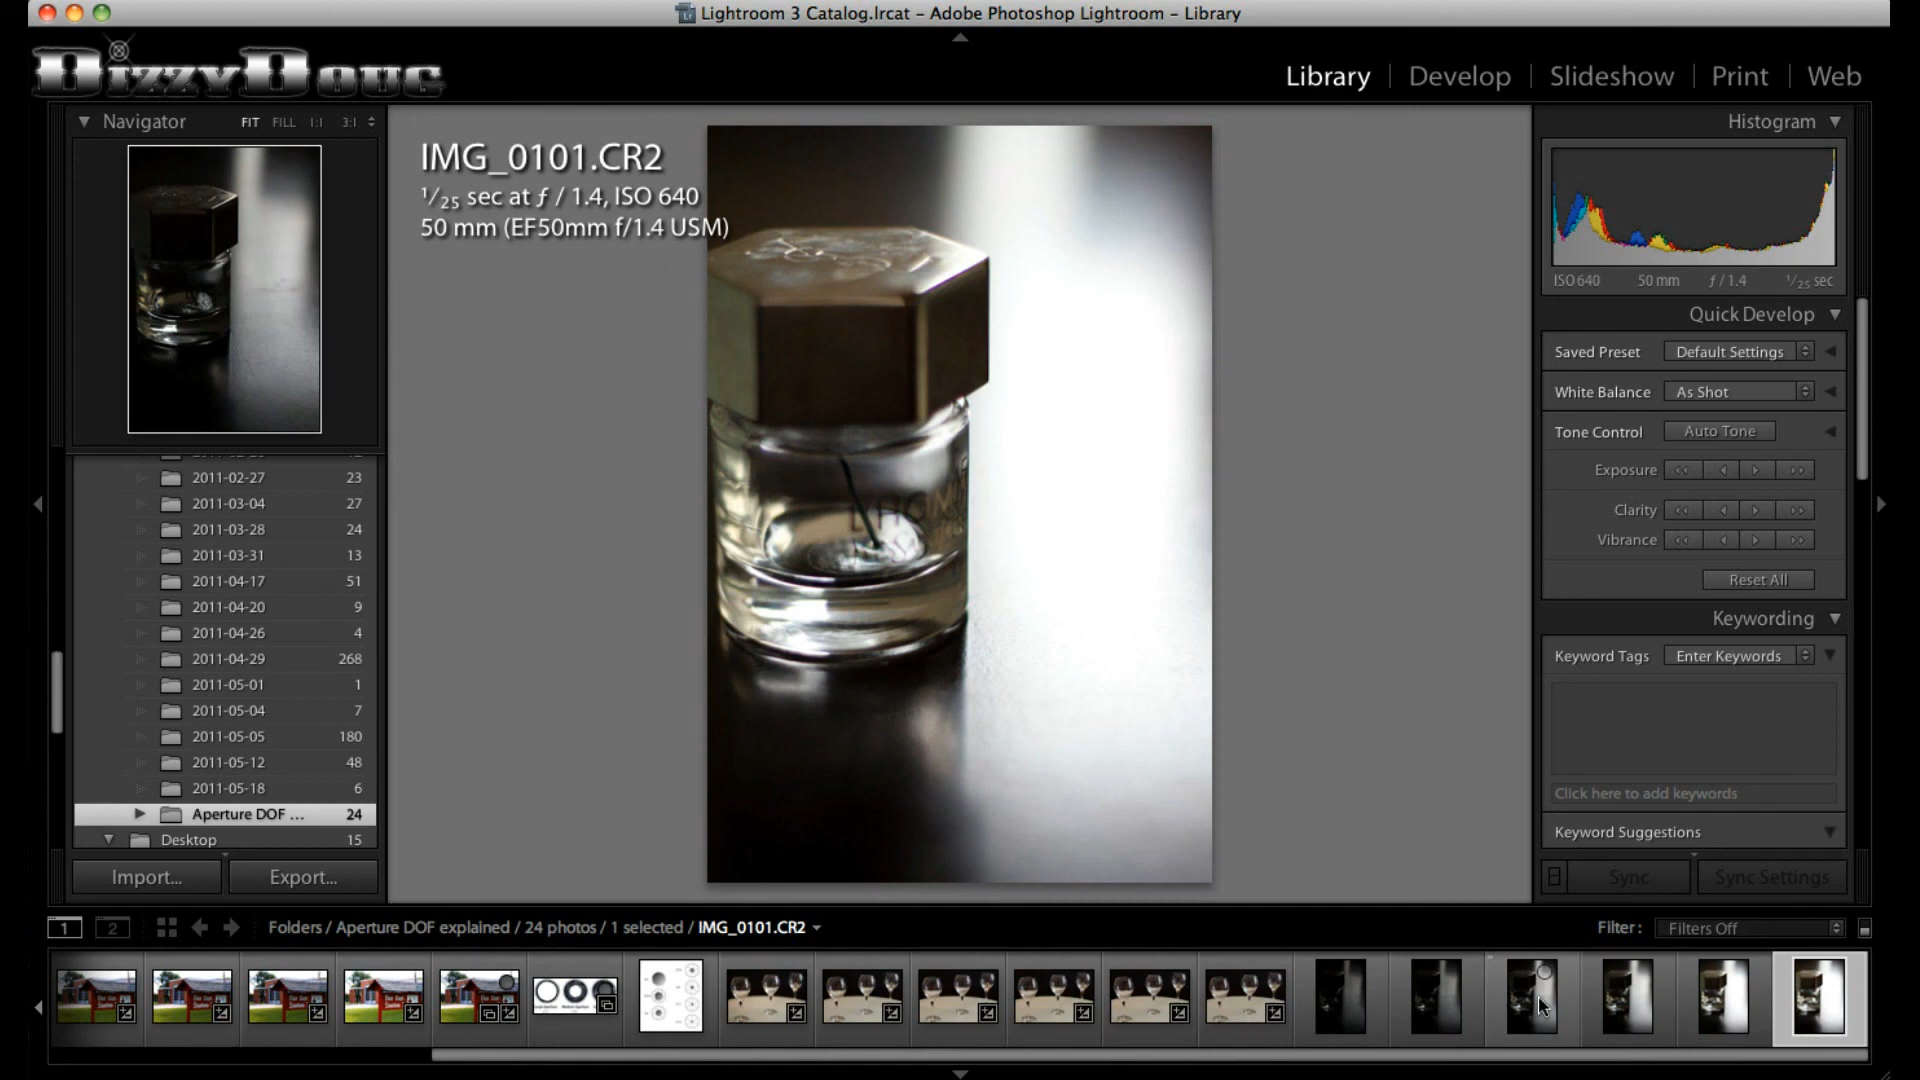 Lightroom 3 Catalog.lrcat – Adobe Photoshop Lightroom – Library
DizzyDoug
Library | Develop | Slideshow | Print | Web
Navigator FIT FILL 1:1 3:1
IMG_0101.CR2
1/25 sec at ƒ / 1.4, ISO 640
50 mm (EF50mm f/1.4 USM)
2011-02-27 23
2011-03-04 27
2011-03-28 24
2011-03-31 13
2011-04-17 51
2011-04-20 9
2011-04-26 4
2011-04-29 268
2011-05-01 1
2011-05-04 7
2011-05-05 180
2011-05-12 48
2011-05-18 6
Aperture DOF ... 24
Desktop 15
Import... Export...
Histogram
ISO 640 50 mm ƒ / 1.4 1/25 sec
Quick Develop
Saved Preset Default Settings
White Balance As Shot
Tone Control Auto Tone
Exposure
Clarity
Vibrance
Reset All
Keywording
Keyword Tags Enter Keywords
Click here to add keywords
Keyword Suggestions
Sync Sync Settings
1 2 Folders / Aperture DOF explained / 24 photos / 1 selected / IMG_0101.CR2
Filter : Filters Off